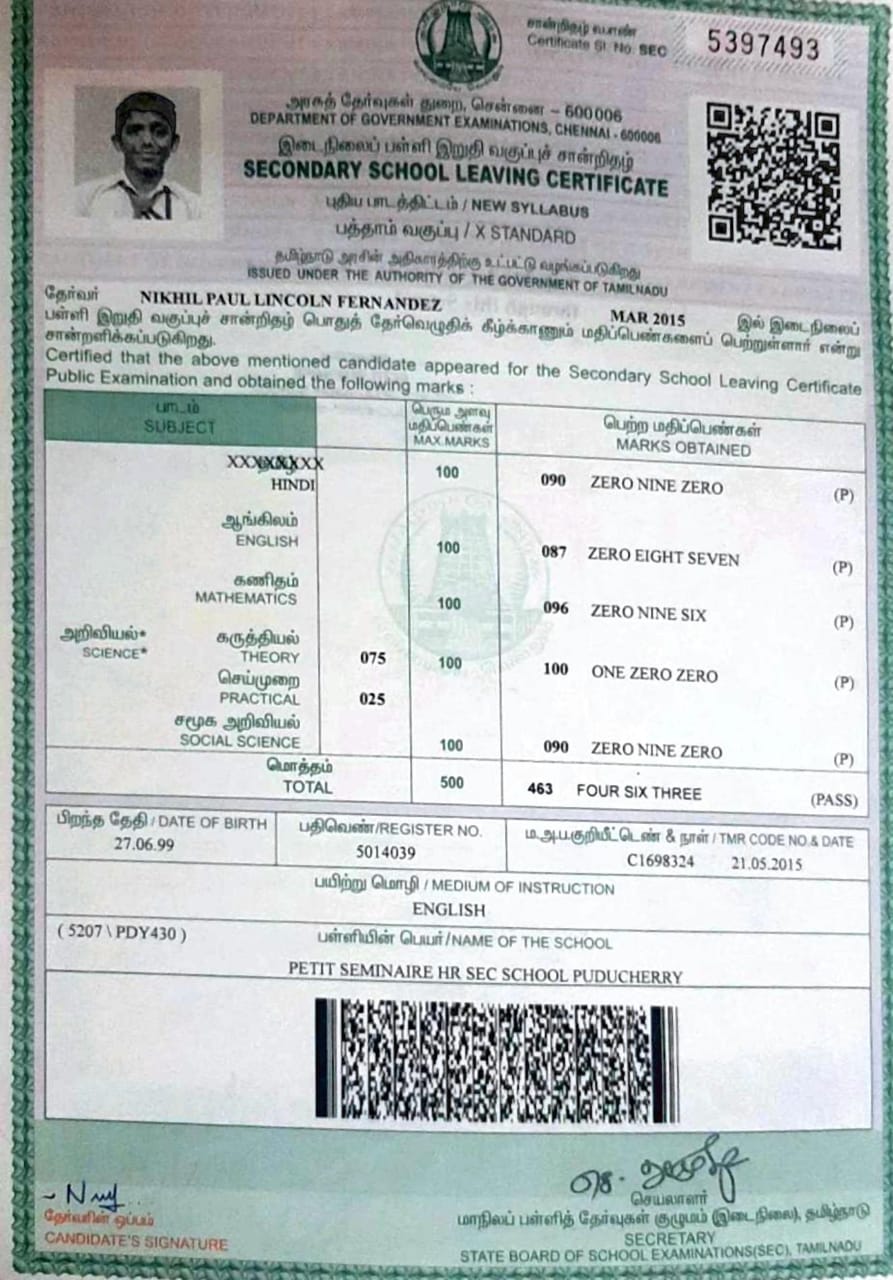 சான்றிதழ் வ.எண்
Certificate Sl. No. SEC 5397493
அரசுத் தேர்வுகள் துறை, சென்னை - 600006
DEPARTMENT OF GOVERNMENT EXAMINATIONS, CHENNAI - 600006
இடைநிலைப் பள்ளி இறுதி வகுப்புச் சான்றிதழ்
SECONDARY SCHOOL LEAVING CERTIFICATE
புதிய பாடத்திட்டம் / NEW SYLLABUS
பத்தாம் வகுப்பு / X STANDARD
தமிழ்நாடு அரசின் அதிகாரத்திற்கு உட்பட்டு வழங்கப்படுகிறது
ISSUED UNDER THE AUTHORITY OF THE GOVERNMENT OF TAMILNADU
தேர்வர் NIKHIL PAUL LINCOLN FERNANDEZ MAR 2015 இல் இடைநிலைப்
பள்ளி இறுதி வகுப்புச் சான்றிதழ் பொதுத் தேர்வெழுதிக் கீழ்க்காணும் மதிப்பெண்களைப் பெற்றுள்ளார் என்று
சான்றளிக்கப்படுகிறது.
Certified that the above mentioned candidate appeared for the Secondary School Leaving Certificate
Public Examination and obtained the following marks :
பாடம் பெரும அளவு பெற்ற மதிப்பெண்கள்
SUBJECT மதிப்பெண்கள் MARKS OBTAINED
MAX.MARKS
XXXXXXXX
HINDI 100 090 ZERO NINE ZERO (P)
ஆங்கிலம்
ENGLISH 100 087 ZERO EIGHT SEVEN (P)
கணிதம்
MATHEMATICS 100 096 ZERO NINE SIX (P)
அறிவியல்* கருத்தியல்
SCIENCE* THEORY 075 100 100 ONE ZERO ZERO (P)
செய்முறை
PRACTICAL 025
சமூக அறிவியல்
SOCIAL SCIENCE 100 090 ZERO NINE ZERO (P)
மொத்தம்
TOTAL 500 463 FOUR SIX THREE (PASS)
பிறந்த தேதி / DATE OF BIRTH பதிவெண்/REGISTER NO. ம.அ.ப.குறியீட்டெண் & நாள் / TMR CODE NO.& DATE
27.06.99 5014039 C1698324 21.05.2015
பயிற்று மொழி / MEDIUM OF INSTRUCTION
ENGLISH
( 5207 \ PDY430 ) பள்ளியின் பெயர்/NAME OF THE SCHOOL
PETIT SEMINAIRE HR SEC SCHOOL PUDUCHERRY
தேர்வரின் ஒப்பம்
CANDIDATE'S SIGNATURE
செயலாளர்
மாநிலப் பள்ளித் தேர்வுகள் குழுமம் (இடைநிலை), தமிழ்நாடு
SECRETARY
STATE BOARD OF SCHOOL EXAMINATIONS(SEC), TAMILNADU